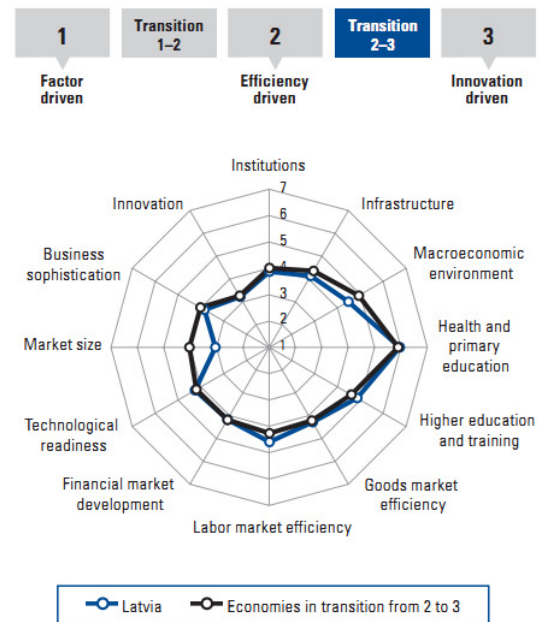 1
Transition
1–2
2
Transition
2–3
3
Factor
driven
Efficiency
driven
Innovation
driven
Institutions
7
Innovation
Infrastructure
6
5
Business
sophistication
Macroeconomic
environment
4
3
2
Market size
1
Health and
primary
education
Technological
readiness
Higher education
and training
Financial market
development
Goods market
efficiency
Labor market efficiency
Latvia
Economies in transition from 2 to 3